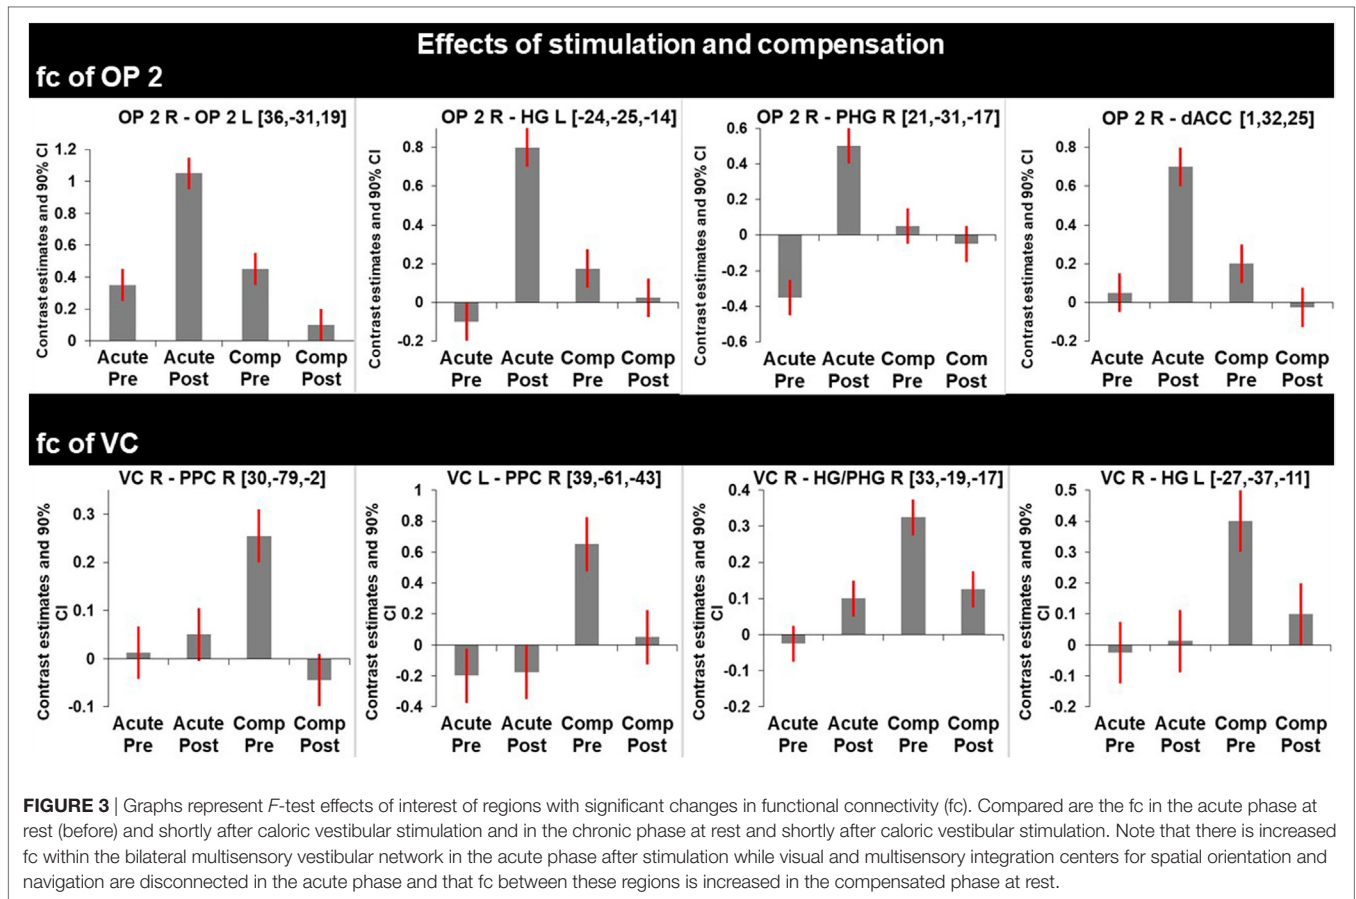 Effects of stimulation and compensation
fc of OP 2
OP 2 R - OP 2 L [36,-31,19]
Contrast estimates and 90% CI
1.2
1
0.8
0.6
0.4
0.2
0
Acute Acute Comp Comp
Pre Post Pre Post
OP 2 R - HG L [-24,-25,-14]
Contrast estimates and 90% CI
0.8
0.6
0.4
0.2
0
-0.2
Acute Acute Comp Comp
Pre Post Pre Post
OP 2 R - PHG R [21,-31,-17]
Contrast estimates and 90% CI
0.6
0.4
0.2
0
-0.2
-0.4
-0.6
Acute Acute Comp Com
Pre Post Pre Post
OP 2 R - dACC [1,32,25]
Contrast estimates and 90% CI
0.8
0.6
0.4
0.2
0
-0.2
Acute Acute Comp Comp
Pre Post Pre Post
fc of VC
VC R - PPC R [30,-79,-2]
Contrast estimates and 90%
CI
0.3
0.2
0.1
0
-0.1
Acute Acute Comp Comp
Pre Post Pre Post
VC L - PPC R [39,-61,-43]
Contrast estimates and 90%
CI
1
0.8
0.6
0.4
0.2
0
-0.2
-0.4
Acute Acute Comp Comp
Pre Post Pre Post
VC R - HG/PHG R [33,-19,-17]
Contrast estimates and 90%
CI
0.4
0.3
0.2
0.1
0
-0.1
-0.2
Acute Acute Comp Comp
Pre Post Pre Post
VC R - HG L [-27,-37,-11]
Contrast estimates and 90%
CI
0.5
0.4
0.3
0.2
0.1
0
-0.1
-0.2
Acute Acute Comp Comp
Pre Post Pre Post
FIGURE 3 | Graphs represent F-test effects of interest of regions with significant changes in functional connectivity (fc). Compared are the fc in the acute phase at
rest (before) and shortly after caloric vestibular stimulation and in the chronic phase at rest and shortly after caloric vestibular stimulation. Note that there is increased
fc within the bilateral multisensory vestibular network in the acute phase after stimulation while visual and multisensory integration centers for spatial orientation and
navigation are disconnected in the acute phase and that fc between these regions is increased in the compensated phase at rest.